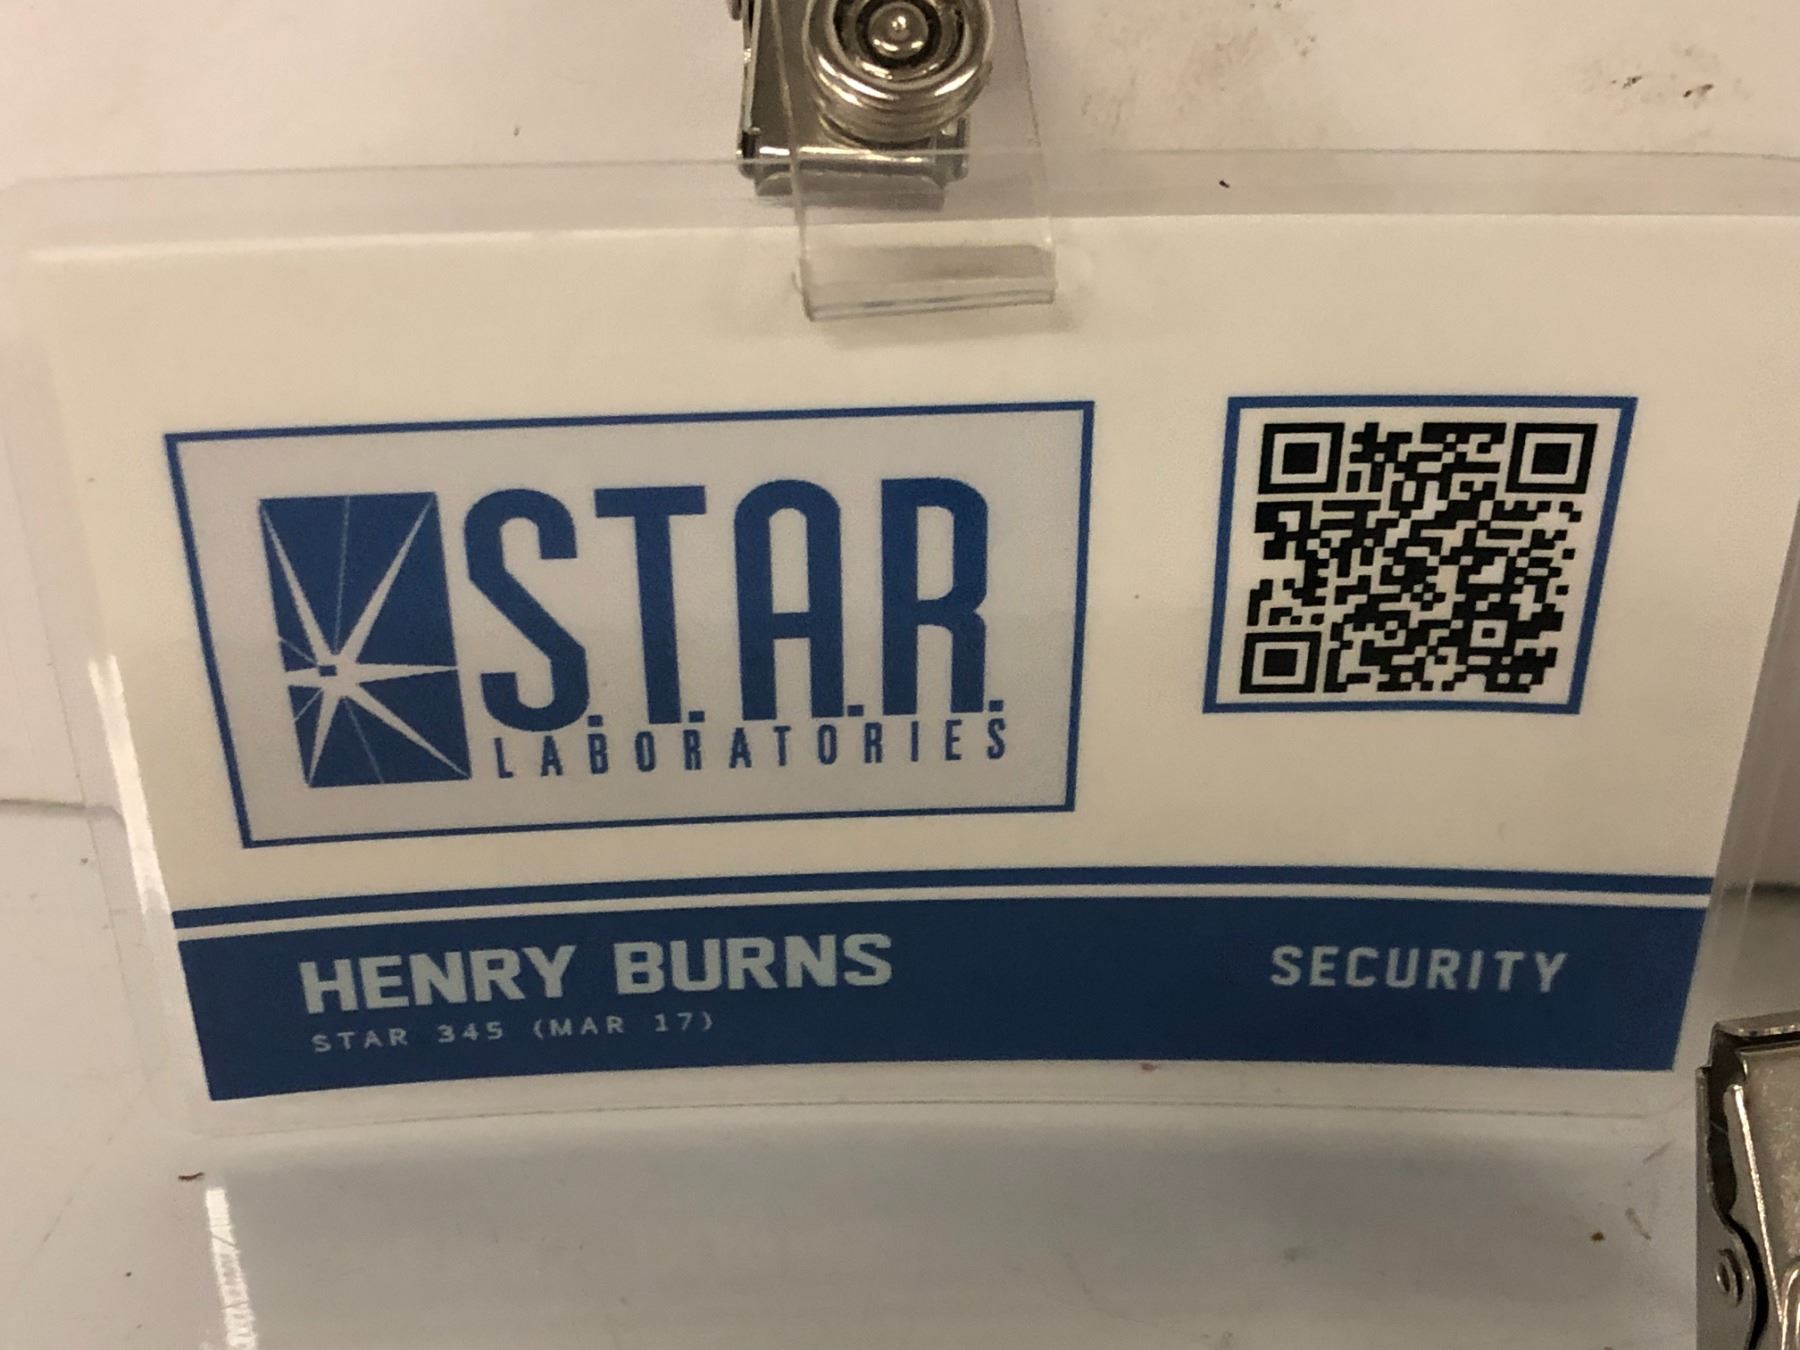 S.T.A.R.
LABORATORIES
HENRY BURNS
SECURITY
STAR 345 (MAR 17)